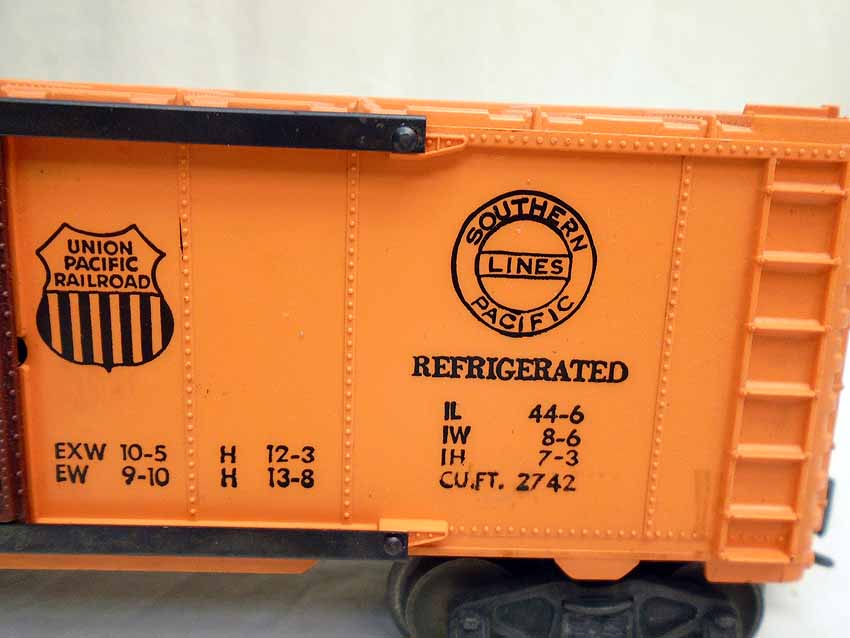 UNION
PACIFIC
RAILROAD
EXW 10-5 H 12-3
EW 9-10 H 13-8
SOUTHERN
LINES
PACIFIC
REFRIGERATED
IL 44-6
IW 8-6
IH 7-3
CU.FT. 2742